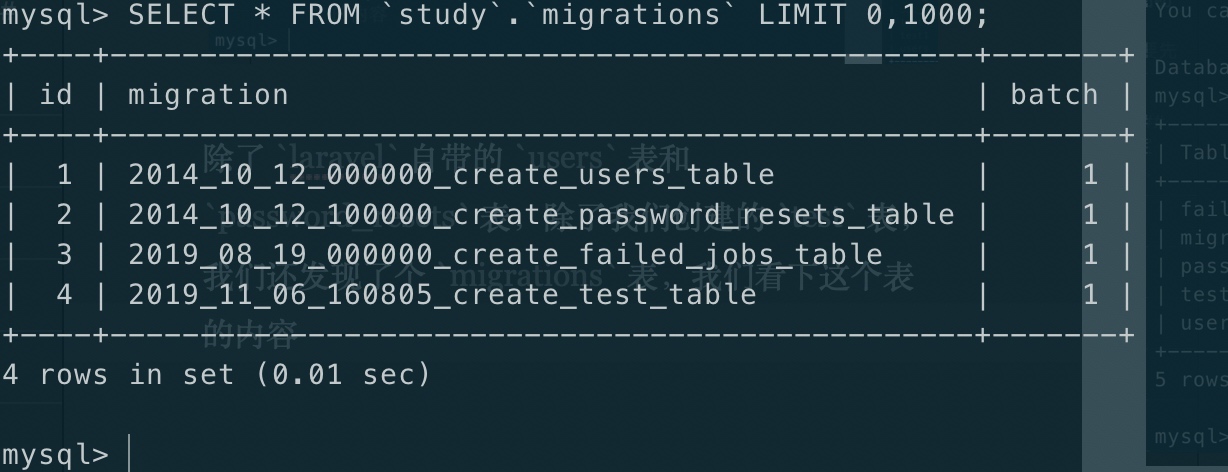 mysql> SELECT * FROM `study`.`migrations` LIMIT 0,1000;
mysql>
+----+------------------------------------------------+-------+
| id | migration                                      | batch |
+----+------------------------------------------------+-------+
|  1 | 2014_10_12_000000_create_users_table           |     1 |
|  2 | 2014_10_12_100000_create_password_resets_table |     1 |
|  3 | 2019_08_19_000000_create_failed_jobs_table     |     1 |
|  4 | 2019_11_06_160805_create_test_table            |     1 |
+----+------------------------------------------------+-------+
4 rows in set (0.01 sec)
mysql>
除了 `laravel` 自带的 `users` 表和
`password_resets` 表，除了我们创建的 `test` 表，
我们还发现了个 `migrations` 表，我们看下这个表
的内容
You ca
Databa
mysql>
+-----
| Tabl
+-----
| fail
| migr
| pass
| test
| user
+-----
5 rows
mysql>